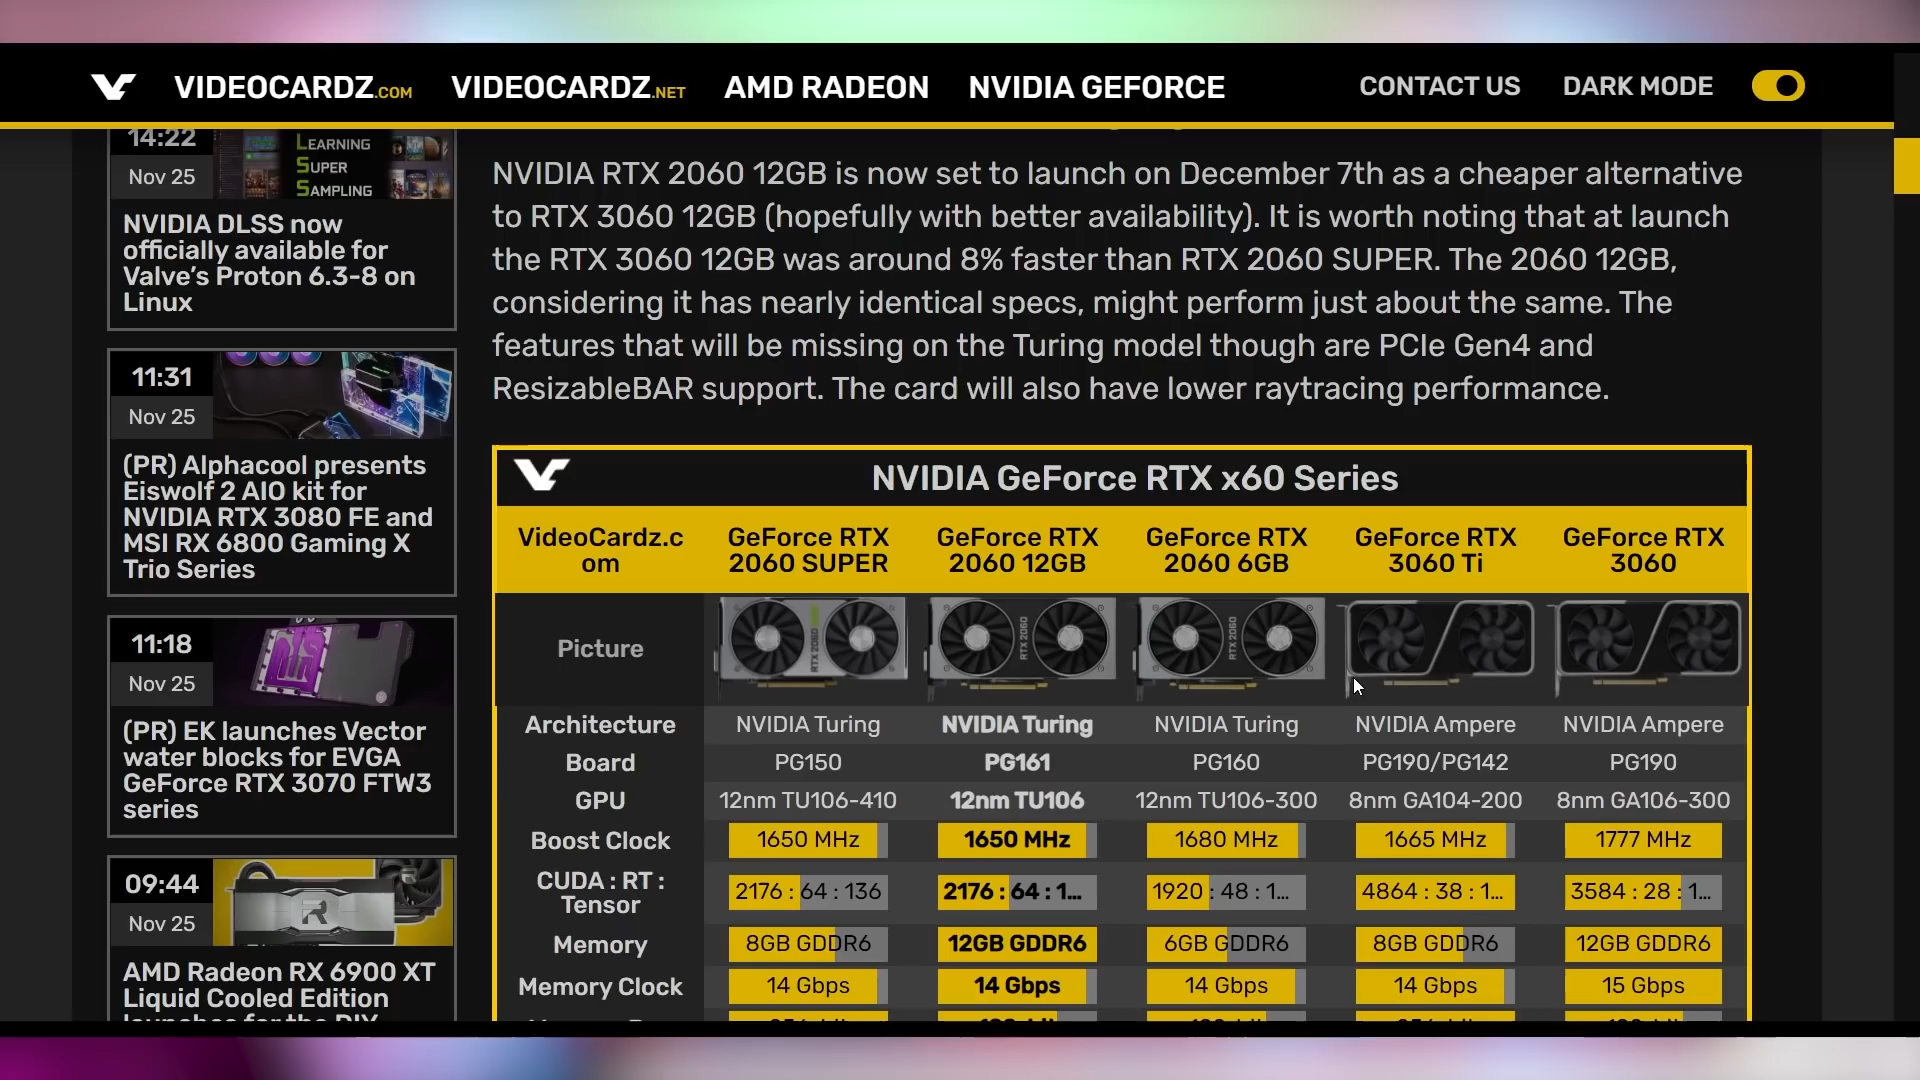 VIDEOCARDZ.COM VIDEOCARDZ.NET AMD RADEON NVIDIA GEFORCE CONTACT US DARK MODE
14:22
Nov 25
LEARNING
SUPER
SAMPLING
NVIDIA DLSS now
officially available for
Valve's Proton 6.3-8 on
Linux
11:31
Nov 25
(PR) Alphacool presents
Eiswolf 2 AIO kit for
NVIDIA RTX 3080 FE and
MSI RX 6800 Gaming X
Trio Series
11:18
Nov 25
(PR) EK launches Vector
water blocks for EVGA
GeForce RTX 3070 FTW3
series
09:44
Nov 25
R
AMD Radeon RX 6900 XT
Liquid Cooled Edition
launches for the DIY
NVIDIA RTX 2060 12GB is now set to launch on December 7th as a cheaper alternative
to RTX 3060 12GB (hopefully with better availability). It is worth noting that at launch
the RTX 3060 12GB was around 8% faster than RTX 2060 SUPER. The 2060 12GB,
considering it has nearly identical specs, might perform just about the same. The
features that will be missing on the Turing model though are PCIe Gen4 and
ResizableBAR support. The card will also have lower raytracing performance.
NVIDIA GeForce RTX x60 Series
VideoCardz.c
om
GeForce RTX
2060 SUPER
GeForce RTX
2060 12GB
GeForce RTX
2060 6GB
GeForce RTX
3060 Ti
GeForce RTX
3060
Picture
RTX 2060
RTX 2060
RTX 2060
Architecture NVIDIA Turing NVIDIA Turing NVIDIA Turing NVIDIA Ampere NVIDIA Ampere
Board PG150 PG161 PG160 PG190/PG142 PG190
GPU 12nm TU106-410 12nm TU106 12nm TU106-300 8nm GA104-200 8nm GA106-300
Boost Clock 1650 MHz 1650 MHz 1680 MHz 1665 MHz 1777 MHz
CUDA : RT :
Tensor
2176 : 64 : 136 2176 : 64 : 1... 1920 : 48 : 1... 4864 : 38 : 1... 3584 : 28 : 1...
Memory 8GB GDDR6 12GB GDDR6 6GB GDDR6 8GB GDDR6 12GB GDDR6
Memory Clock 14 Gbps 14 Gbps 14 Gbps 14 Gbps 15 Gbps